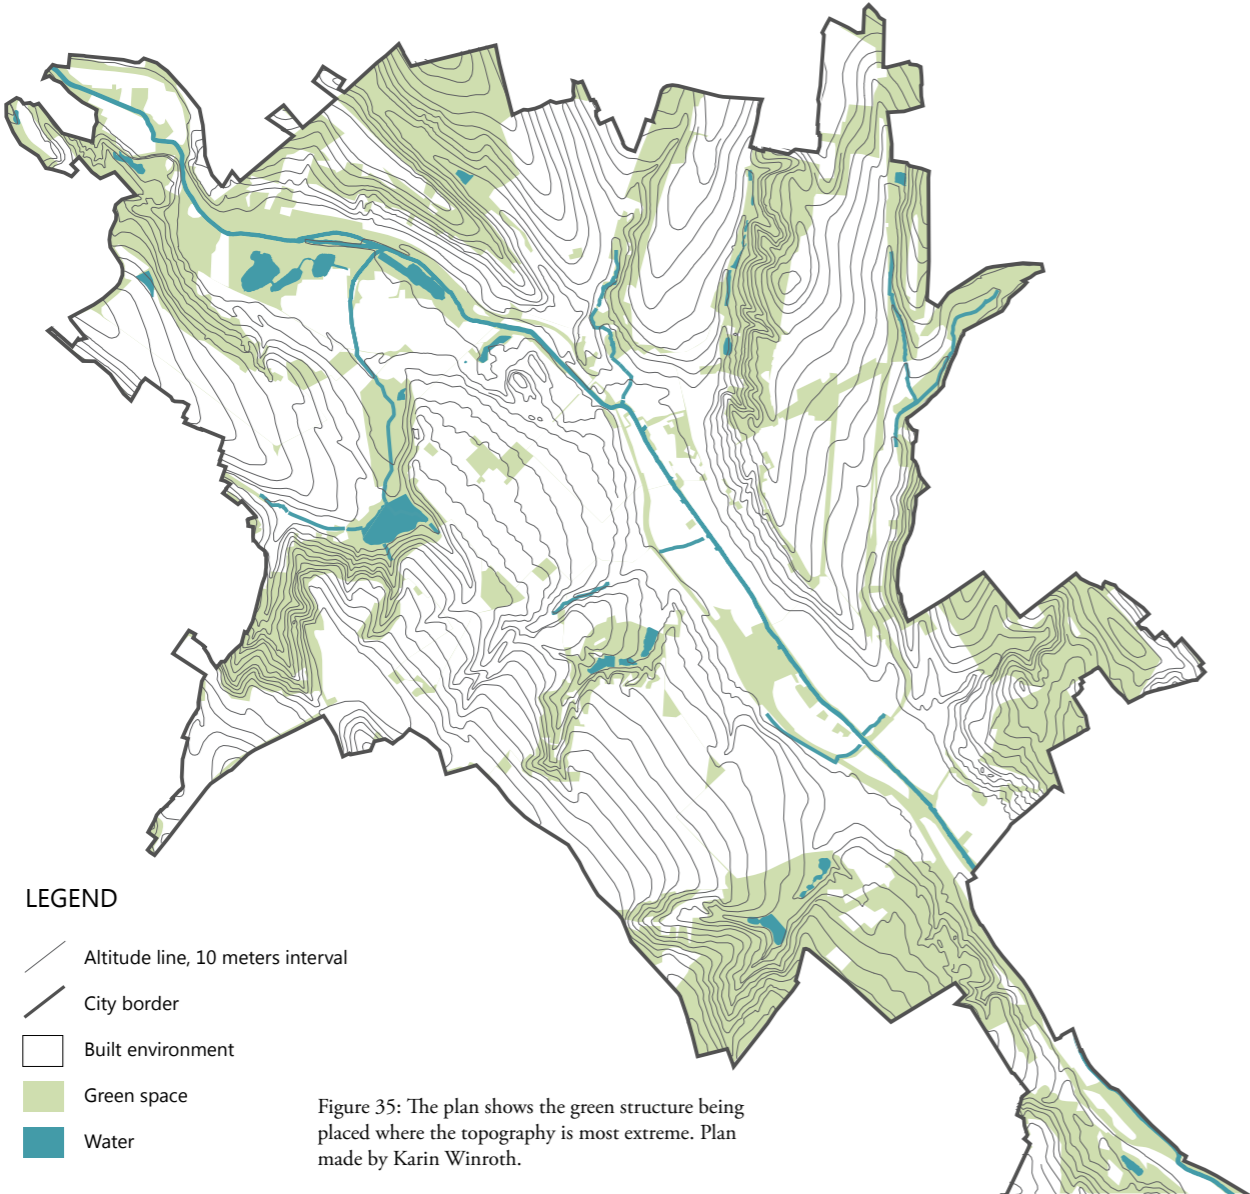 LEGEND
Altitude line, 10 meters interval
City border
Built environment
Green space
Water
Figure 35: The plan shows the green structure being
placed where the topography is most extreme. Plan
made by Karin Winroth.